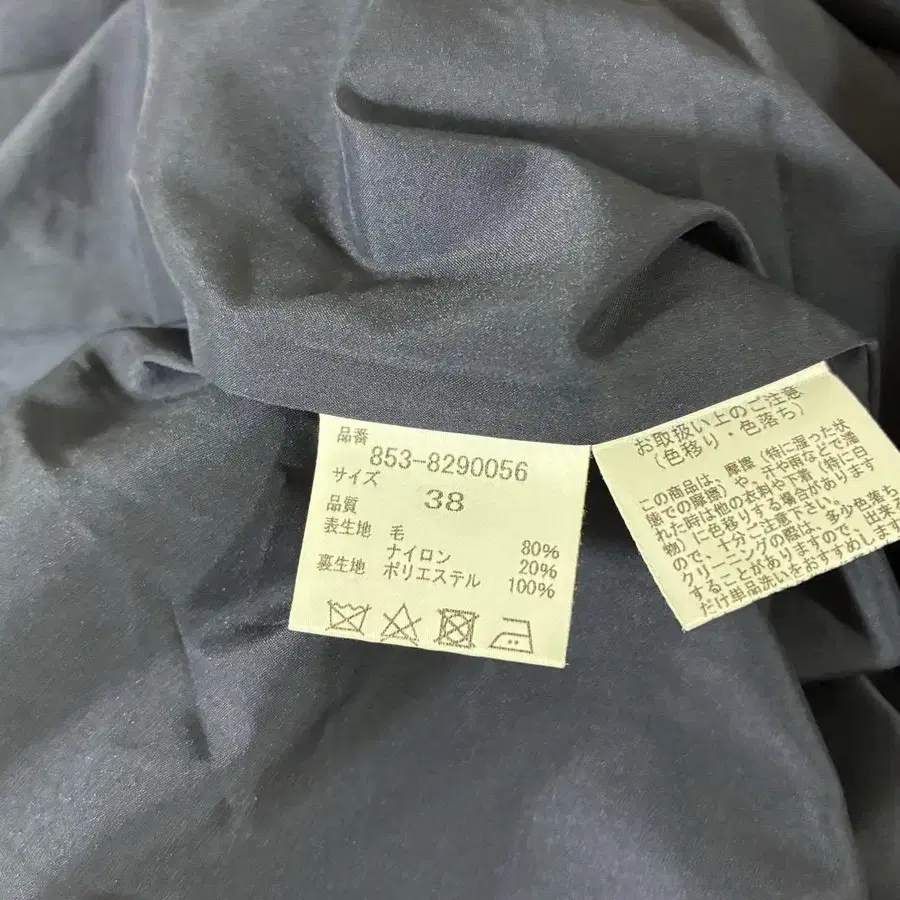 品番
853-8290056
サイズ
38
品質
表生地 毛 80%
ナイロン 20%
裏生地 ポリエステル 100%
お取扱い上のご注意
(色移り・色落ち)
この商品は、摩擦(特に湿った状
態での摩擦)や、汗や雨などで濡
れた時は他の衣料や下着(特に白
物)に色移りする場合があります
ので、十分ご注意下さい。
クリーニングの際は、多少色落ち
することがありますので、出来る
だけ単品洗いをおすすめします